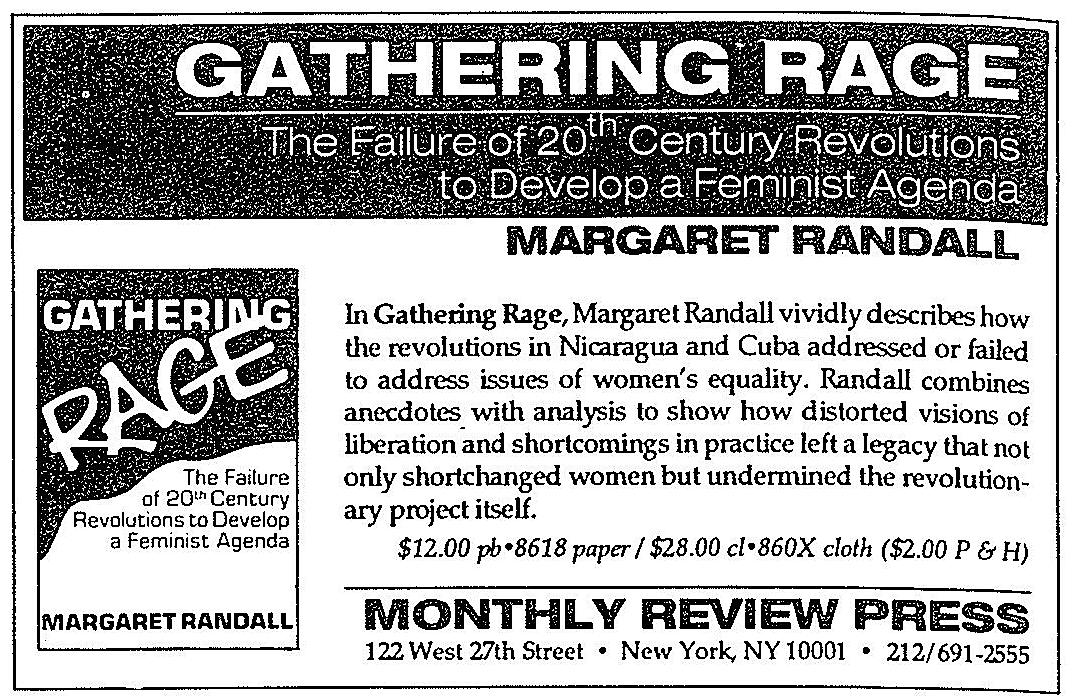 GATHERING RAGE
The Failure of 20th Century Revolutions
to Develop a Feminist Agenda
MARGARET RANDALL
GATHERING
RAGE
The Failure
of 20th Century
Revolutions to Develop
a Feminist Agenda
MARGARET RANDALL
In Gathering Rage, Margaret Randall vividly describes how
the revolutions in Nicaragua and Cuba addressed or failed
to address issues of women's equality. Randall combines
anecdotes with analysis to show how distorted visions of
liberation and shortcomings in practice left a legacy that not
only shortchanged women but undermined the revolution-
ary project itself.
$12.00 pb•8618 paper / $28.00 cl•860X cloth ($2.00 P & H)
MONTHLY REVIEW PRESS
122 West 27th Street • New York, NY 10001 • 212/691-2555